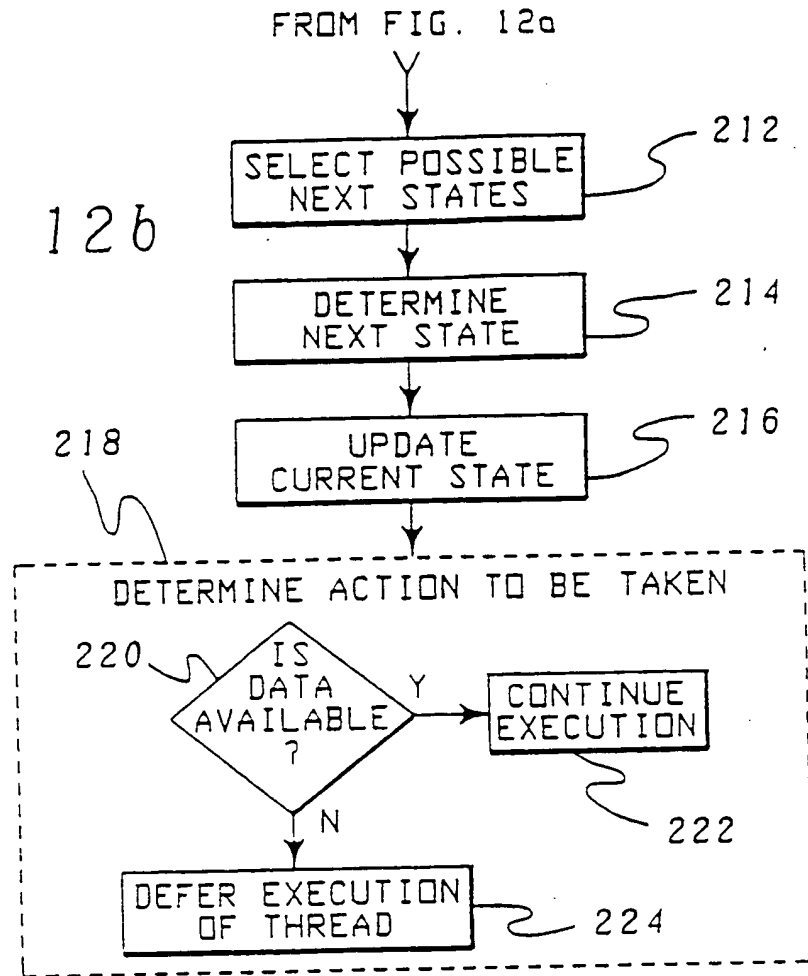 FROM FIG. 12a
212
SELECT POSSIBLE
NEXT STATES
12b
214
DETERMINE
NEXT STATE
216
218
UPDATE
CURRENT STATE
DETERMINE ACTION TO BE TAKEN
220
IS
DATA
AVAILABLE
?
Y
CONTINUE
EXECUTION
N
222
DEFER EXECUTION
OF THREAD
224